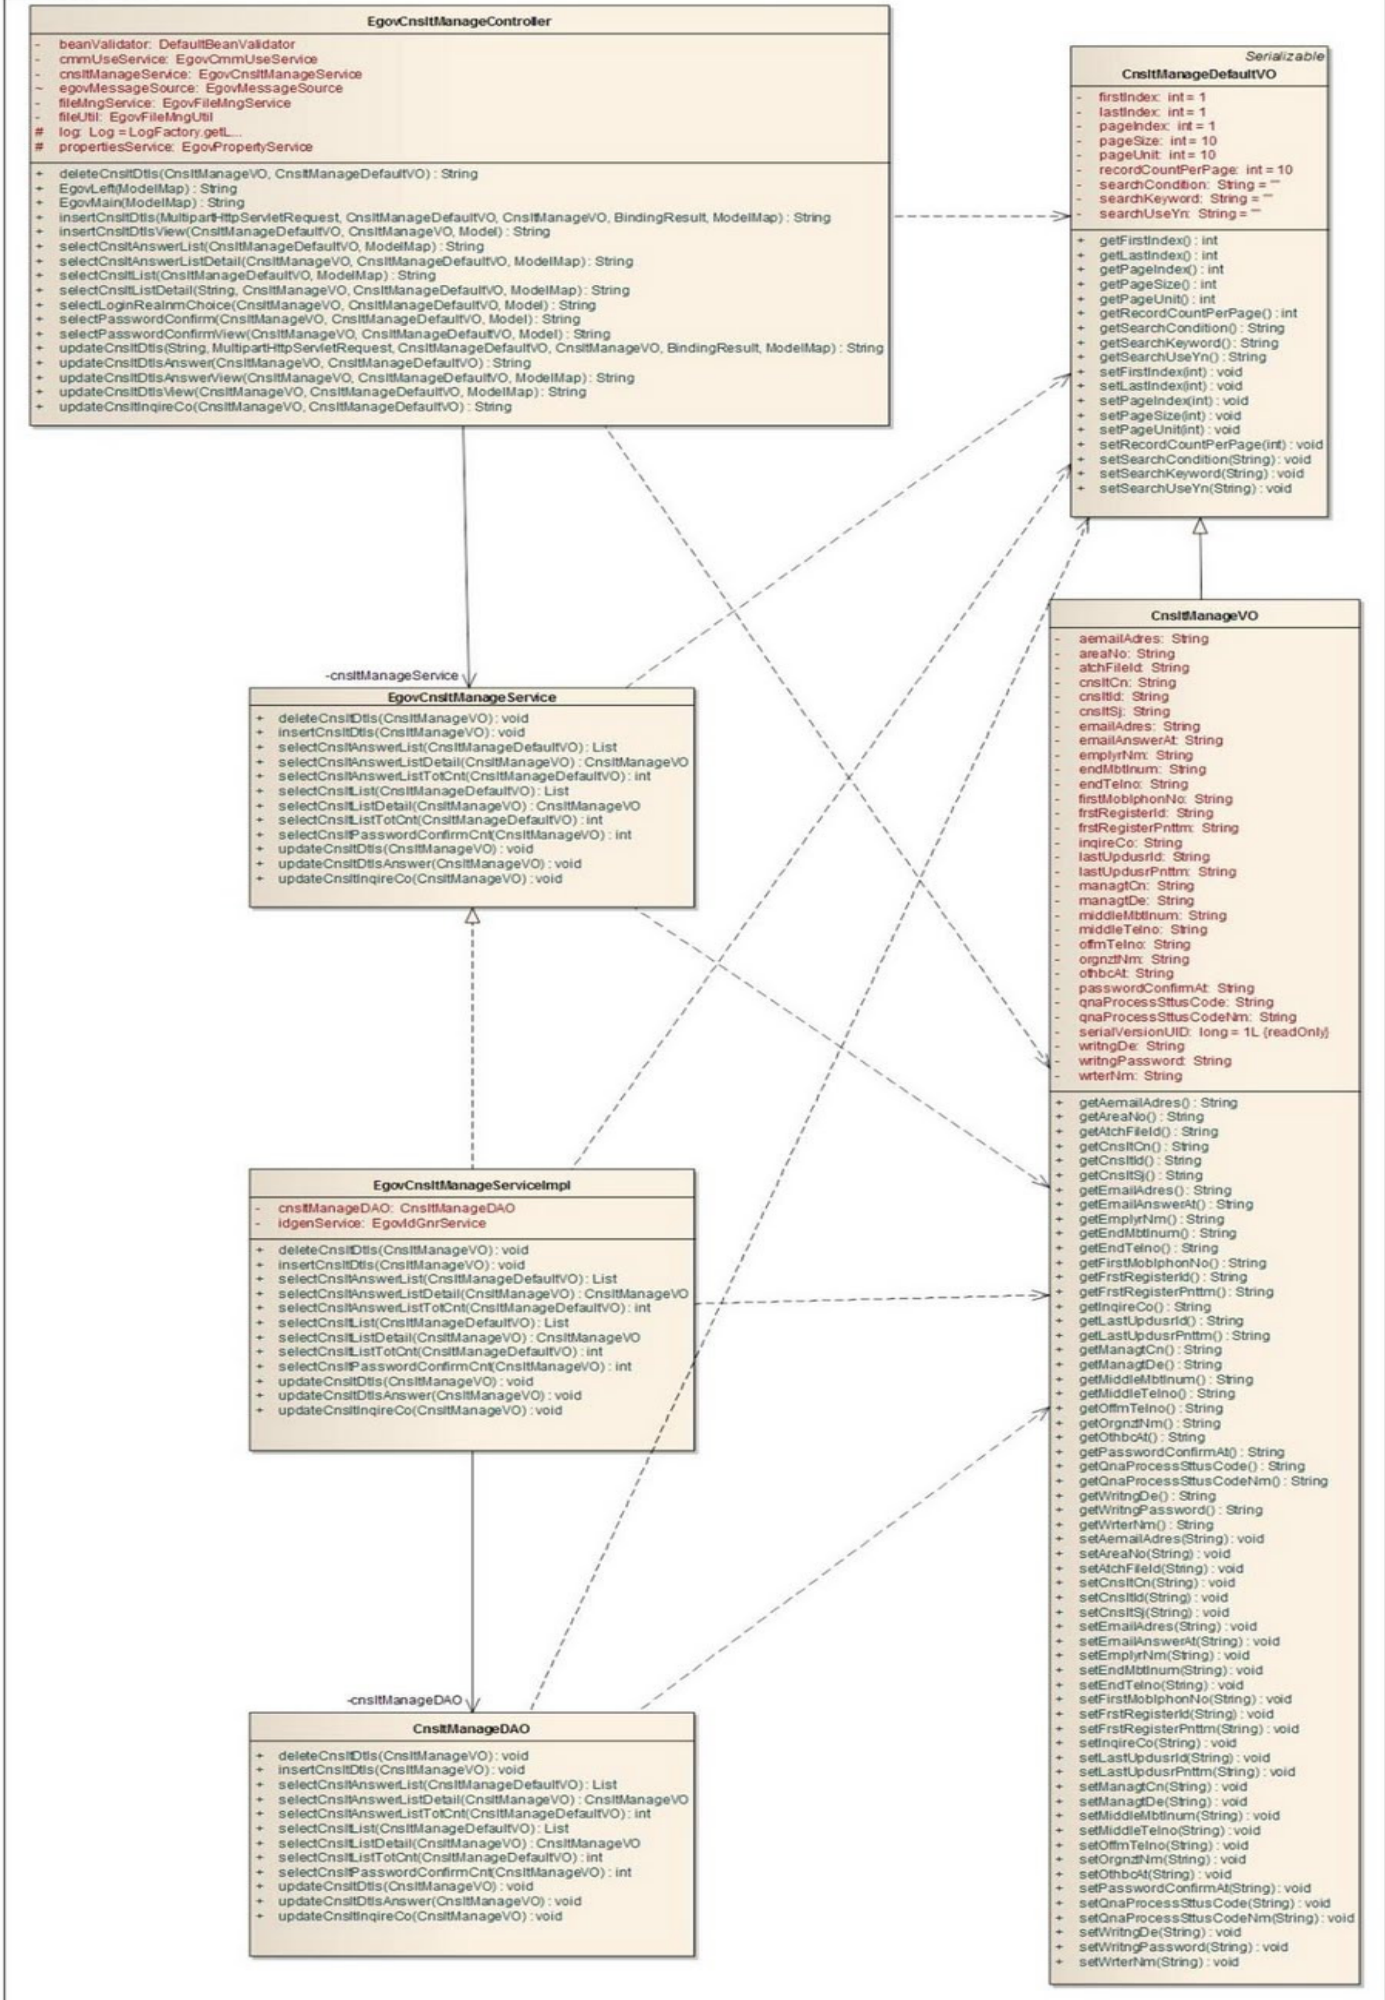 EgovCnsltManageController
- beanValidator: DefaultBeanValidator
- cmmUseService: EgovCmmUseService
- cnsltManageService: EgovCnsltManageService
~ egovMessageSource: EgovMessageSource
- fileMngService: EgovFileMngService
- fileUtil: EgovFileMngUtil
# log: Log = LogFactory.getL...
# propertiesService: EgovPropertyService
+ deleteCnsltDtls(CnsltManageVO, CnsltManageDefaultVO) : String
+ EgovLeft(ModelMap) : String
+ EgovMain(ModelMap) : String
+ insertCnsltDtls(MultipartHttpServletRequest, CnsltManageDefaultVO, CnsltManageVO, BindingResult, ModelMap) : String
+ insertCnsltDtlsView(CnsltManageDefaultVO, CnsltManageVO, Model) : String
+ selectCnsltAnswerList(CnsltManageDefaultVO, ModelMap) : String
+ selectCnsltAnswerListDetail(CnsltManageVO, CnsltManageDefaultVO, ModelMap) : String
+ selectCnsltList(CnsltManageDefaultVO, ModelMap) : String
+ selectCnsltListDetail(String, CnsltManageVO, CnsltManageDefaultVO, ModelMap) : String
+ selectLoginRealnmChoice(CnsltManageVO, CnsltManageDefaultVO, Model) : String
+ selectPasswordConfirm(CnsltManageVO, CnsltManageDefaultVO, Model) : String
+ selectPasswordConfirmView(CnsltManageVO, CnsltManageDefaultVO, Model) : String
+ updateCnsltDtls(String, MultipartHttpServletRequest, CnsltManageDefaultVO, CnsltManageVO, BindingResult, ModelMap) : String
+ updateCnsltDtlsAnswer(CnsltManageVO, CnsltManageDefaultVO) : String
+ updateCnsltDtlsAnswerView(CnsltManageVO, CnsltManageDefaultVO, ModelMap) : String
+ updateCnsltDtlsView(CnsltManageVO, CnsltManageDefaultVO, ModelMap) : String
+ updateCnsltInqireCo(CnsltManageVO, CnsltManageDefaultVO) : String
Serializable
CnsltManageDefaultVO
- firstIndex: int = 1
- lastIndex: int = 1
- pageIndex: int = 1
- pageSize: int = 10
- pageUnit: int = 10
- recordCountPerPage: int = 10
- searchCondition: String = ""
- searchKeyword: String = ""
- searchUseYn: String = ""
+ getFirstIndex() : int
+ getLastIndex() : int
+ getPageIndex() : int
+ getPageSize() : int
+ getPageUnit() : int
+ getRecordCountPerPage() : int
+ getSearchCondition() : String
+ getSearchKeyword() : String
+ getSearchUseYn() : String
+ setFirstIndex(int) : void
+ setLastIndex(int) : void
+ setPageIndex(int) : void
+ setPageSize(int) : void
+ setPageUnit(int) : void
+ setRecordCountPerPage(int) : void
+ setSearchCondition(String) : void
+ setSearchKeyword(String) : void
+ setSearchUseYn(String) : void
-cnsltManageService
EgovCnsltManageService
+ deleteCnsltDtls(CnsltManageVO) : void
+ insertCnsltDtls(CnsltManageVO) : void
+ selectCnsltAnswerList(CnsltManageDefaultVO) : List
+ selectCnsltAnswerListDetail(CnsltManageVO) : CnsltManageVO
+ selectCnsltAnswerListTotCnt(CnsltManageDefaultVO) : int
+ selectCnsltList(CnsltManageDefaultVO) : List
+ selectCnsltListDetail(CnsltManageVO) : CnsltManageVO
+ selectCnsltListTotCnt(CnsltManageDefaultVO) : int
+ selectCnsltPasswordConfirmCnt(CnsltManageVO) : int
+ updateCnsltDtls(CnsltManageVO) : void
+ updateCnsltDtlsAnswer(CnsltManageVO) : void
+ updateCnsltInqireCo(CnsltManageVO) : void
EgovCnsltManageServiceImpl
- cnsltManageDAO: CnsltManageDAO
- idgenService: EgovIdGnrService
+ deleteCnsltDtls(CnsltManageVO) : void
+ insertCnsltDtls(CnsltManageVO) : void
+ selectCnsltAnswerList(CnsltManageDefaultVO) : List
+ selectCnsltAnswerListDetail(CnsltManageVO) : CnsltManageVO
+ selectCnsltAnswerListTotCnt(CnsltManageDefaultVO) : int
+ selectCnsltList(CnsltManageDefaultVO) : List
+ selectCnsltListDetail(CnsltManageVO) : CnsltManageVO
+ selectCnsltListTotCnt(CnsltManageDefaultVO) : int
+ selectCnsltPasswordConfirmCnt(CnsltManageVO) : int
+ updateCnsltDtls(CnsltManageVO) : void
+ updateCnsltDtlsAnswer(CnsltManageVO) : void
+ updateCnsltInqireCo(CnsltManageVO) : void
-cnsltManageDAO
CnsltManageDAO
+ deleteCnsltDtls(CnsltManageVO) : void
+ insertCnsltDtls(CnsltManageVO) : void
+ selectCnsltAnswerList(CnsltManageDefaultVO) : List
+ selectCnsltAnswerListDetail(CnsltManageVO) : CnsltManageVO
+ selectCnsltAnswerListTotCnt(CnsltManageDefaultVO) : int
+ selectCnsltList(CnsltManageDefaultVO) : List
+ selectCnsltListDetail(CnsltManageVO) : CnsltManageVO
+ selectCnsltListTotCnt(CnsltManageDefaultVO) : int
+ selectCnsltPasswordConfirmCnt(CnsltManageVO) : int
+ updateCnsltDtls(CnsltManageVO) : void
+ updateCnsltDtlsAnswer(CnsltManageVO) : void
+ updateCnsltInqireCo(CnsltManageVO) : void
CnsltManageVO
- aemailAdres: String
- areaNo: String
- atchFileId: String
- cnsltCn: String
- cnsltId: String
- cnsltSj: String
- emailAdres: String
- emailAnswerAt: String
- emplyrNm: String
- endMbtlnum: String
- endTelno: String
- firstMoblphonNo: String
- frstRegisterId: String
- frstRegisterPnttm: String
- inqireCo: String
- lastUpdusrId: String
- lastUpdusrPnttm: String
- managtCn: String
- managtDe: String
- middleMbtlnum: String
- middleTelno: String
- offmTelno: String
- orgnztNm: String
- othbcAt: String
- passwordConfirmAt: String
- qnaProcessSttusCode: String
- qnaProcessSttusCodeNm: String
- serialVersionUID: long = 1L {readOnly}
- writngDe: String
- writngPassword: String
- wrterNm: String
+ getAemailAdres() : String
+ getAreaNo() : String
+ getAtchFileId() : String
+ getCnsltCn() : String
+ getCnsltId() : String
+ getCnsltSj() : String
+ getEmailAdres() : String
+ getEmailAnswerAt() : String
+ getEmplyrNm() : String
+ getEndMbtlnum() : String
+ getEndTelno() : String
+ getFirstMoblphonNo() : String
+ getFrstRegisterId() : String
+ getFrstRegisterPnttm() : String
+ getInqireCo() : String
+ getLastUpdusrId() : String
+ getLastUpdusrPnttm() : String
+ getManagtCn() : String
+ getManagtDe() : String
+ getMiddleMbtlnum() : String
+ getMiddleTelno() : String
+ getOffmTelno() : String
+ getOrgnztNm() : String
+ getOthbcAt() : String
+ getPasswordConfirmAt() : String
+ getQnaProcessSttusCode() : String
+ getQnaProcessSttusCodeNm() : String
+ getWritngDe() : String
+ getWritngPassword() : String
+ getWrterNm() : String
+ setAemailAdres(String) : void
+ setAreaNo(String) : void
+ setAtchFileId(String) : void
+ setCnsltCn(String) : void
+ setCnsltId(String) : void
+ setCnsltSj(String) : void
+ setEmailAdres(String) : void
+ setEmailAnswerAt(String) : void
+ setEmplyrNm(String) : void
+ setEndMbtlnum(String) : void
+ setEndTelno(String) : void
+ setFirstMoblphonNo(String) : void
+ setFrstRegisterId(String) : void
+ setFrstRegisterPnttm(String) : void
+ setInqireCo(String) : void
+ setLastUpdusrId(String) : void
+ setLastUpdusrPnttm(String) : void
+ setManagtCn(String) : void
+ setManagtDe(String) : void
+ setMiddleMbtlnum(String) : void
+ setMiddleTelno(String) : void
+ setOffmTelno(String) : void
+ setOrgnztNm(String) : void
+ setOthbcAt(String) : void
+ setPasswordConfirmAt(String) : void
+ setQnaProcessSttusCode(String) : void
+ setQnaProcessSttusCodeNm(String) : void
+ setWritngDe(String) : void
+ setWritngPassword(String) : void
+ setWrterNm(String) : void